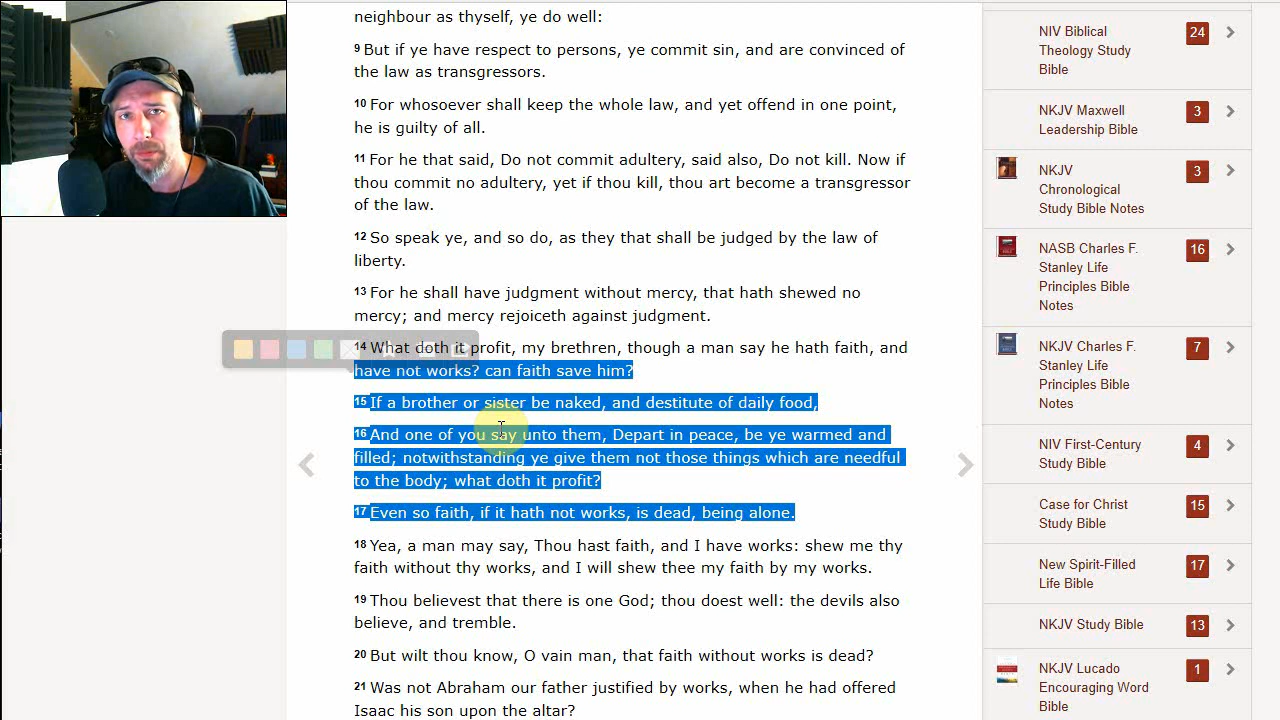 neighbour as thyself, ye do well:
9 But if ye have respect to persons, ye commit sin, and are convinced of
the law as transgressors.
10 For whosoever shall keep the whole law, and yet offend in one point,
he is guilty of all.
11 For he that said, Do not commit adultery, said also, Do not kill. Now if
thou commit no adultery, yet if thou kill, thou art become a transgressor
of the law.
12 So speak ye, and so do, as they that shall be judged by the law of
liberty.
13 For he shall have judgment without mercy, that hath shewed no
mercy; and mercy rejoiceth against judgment.
14 What doth it profit, my brethren, though a man say he hath faith, and
have not works? can faith save him?
15 If a brother or sister be naked, and destitute of daily food,
16 And one of you say unto them, Depart in peace, be ye warmed and
filled; notwithstanding ye give them not those things which are needful
to the body; what doth it profit?
17 Even so faith, if it hath not works, is dead, being alone.
18 Yea, a man may say, Thou hast faith, and I have works: shew me thy
faith without thy works, and I will shew thee my faith by my works.
19 Thou believest that there is one God; thou doest well: the devils also
believe, and tremble.
20 But wilt thou know, O vain man, that faith without works is dead?
21 Was not Abraham our father justified by works, when he had offered
Isaac his son upon the altar?
NIV Biblical 24
Theology Study
Bible
NKJV Maxwell 3
Leadership Bible
NKJV 3
Chronological
Study Bible Notes
NASB Charles F. 16
Stanley Life
Principles Bible
Notes
NKJV Charles F. 7
Stanley Life
Principles Bible
Notes
NIV First-Century 4
Study Bible
Case for Christ 15
Study Bible
New Spirit-Filled 17
Life Bible
NKJV Study Bible 13
NKJV Lucado 1
Encouraging Word
Bible